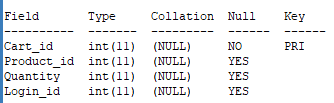 Field Type Collation Null Key
---------- ------- --------- ------ ------
Cart_id int(11) (NULL) NO PRI
Product_id int(11) (NULL) YES
Quantity int(11) (NULL) YES
Login_id int(11) (NULL) YES